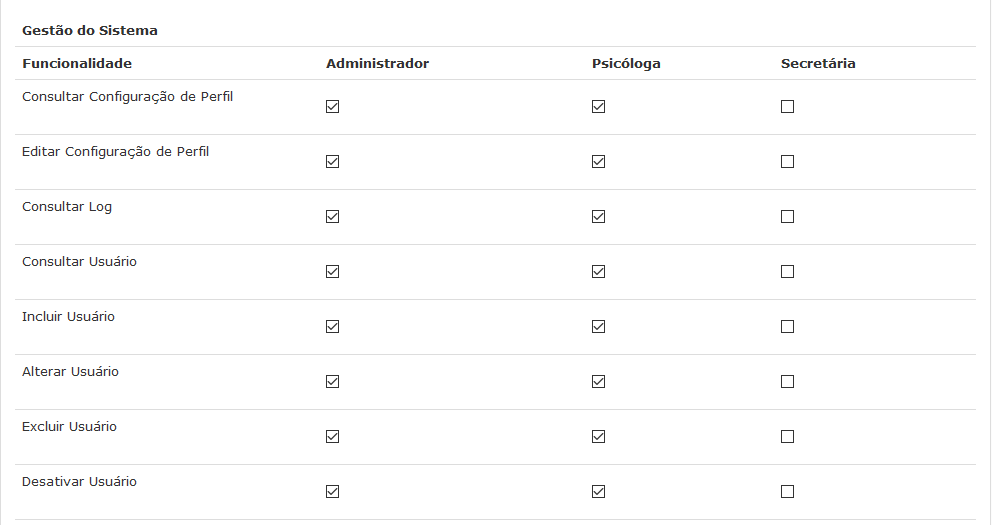 Gestão do Sistema
Funcionalidade Administrador Psicóloga Secretária
Consultar Configuração de Perfil
Editar Configuração de Perfil
Consultar Log
Consultar Usuário
Incluir Usuário
Alterar Usuário
Excluir Usuário
Desativar Usuário